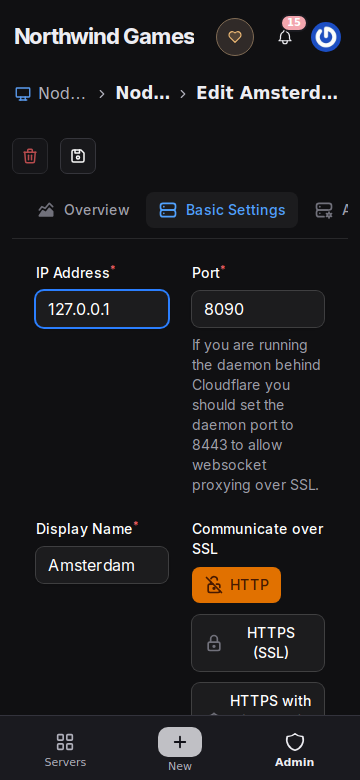 Northwind Games
15
Nod... > Nod... > Edit Amsterd...
Overview
Basic Settings
A
IP Address*
127.0.0.1
Port*
8090
If you are running
the daemon behind
Cloudflare you
should set the
daemon port to
8443 to allow
websocket
proxying over SSL.
Display Name*
Amsterdam
Communicate over
SSL
HTTP
HTTPS
(SSL)
HTTPS with
Servers
New
Admin